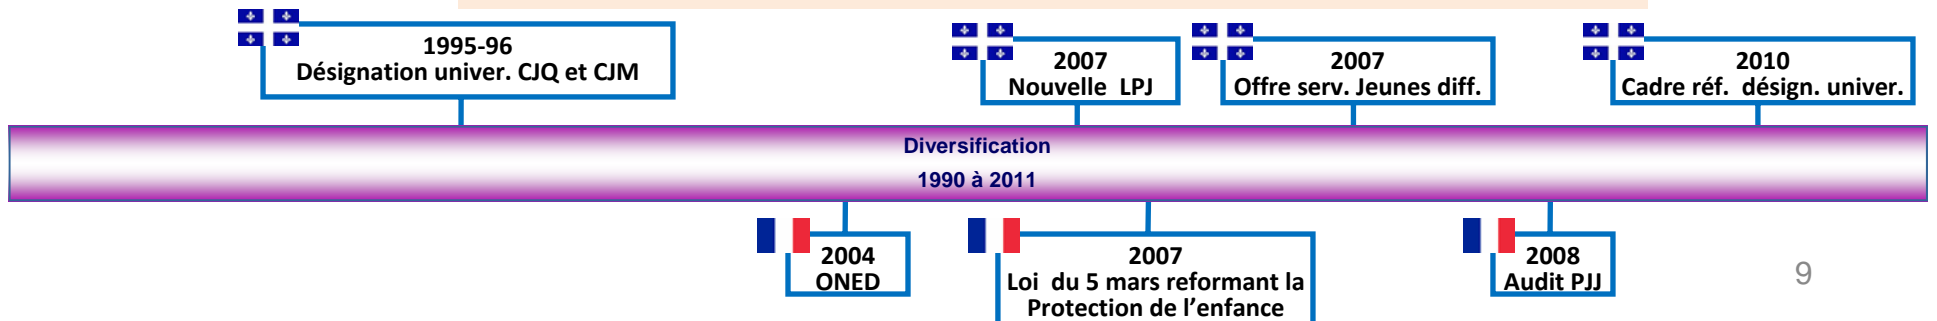 1995-96
Désignation univer. CJQ et CJM
2007
Nouvelle LPJ
2007
Offre serv. Jeunes diff.
2010
Cadre réf. désign. univer.
Diversification
1990 à 2011
2004
ONED
2007
Loi du 5 mars reformant la
Protection de l’enfance
2008
Audit PJJ
9